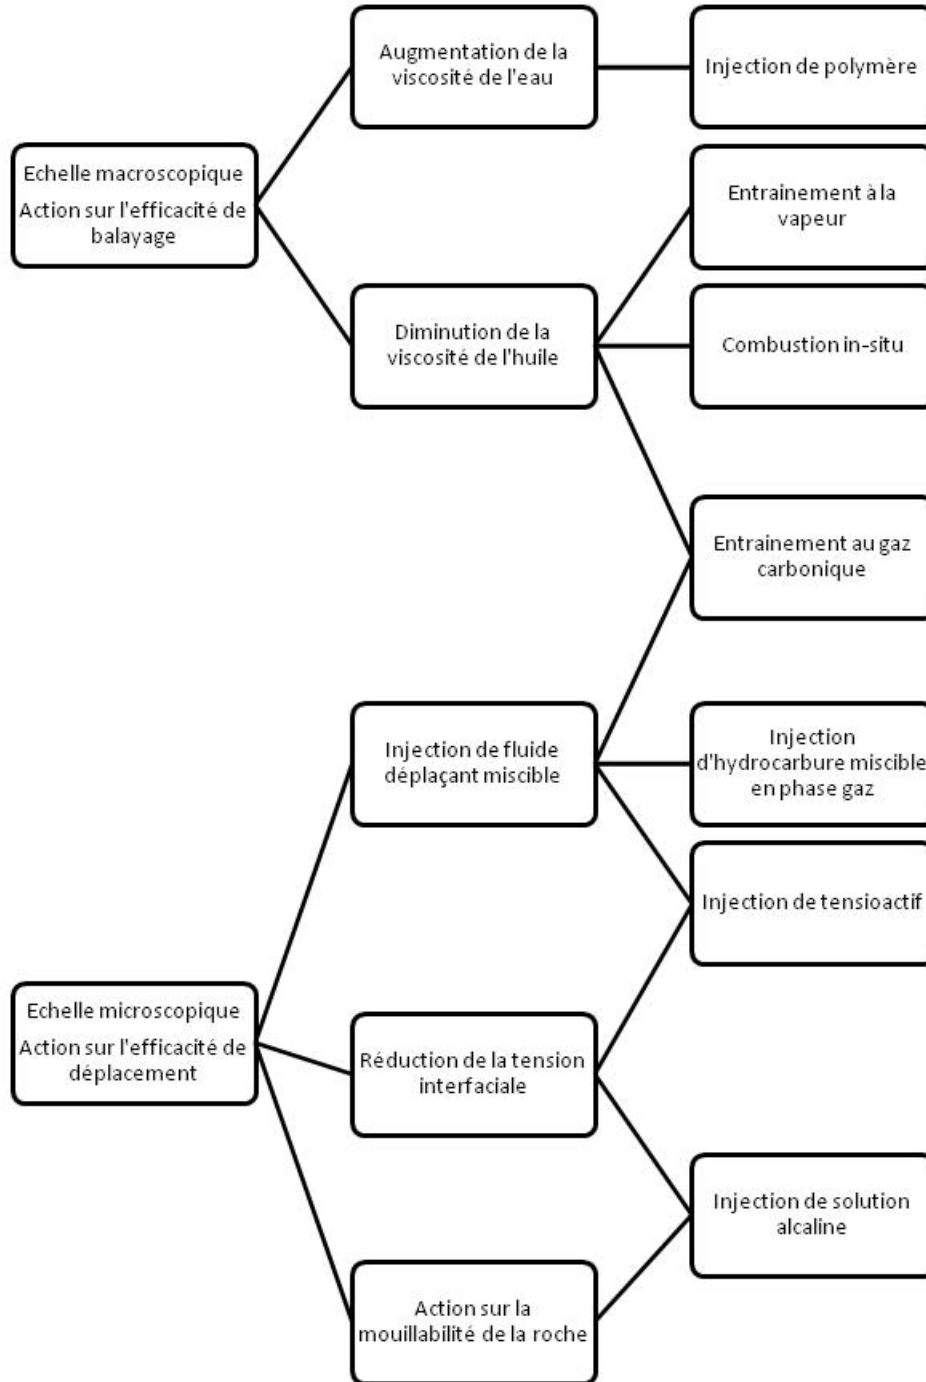 Augmentation de la
viscosité de l'eau
Injection de polymère
Echelle macroscopique
Action sur l'efficacité de
balayage
Entrainement à la
vapeur
Diminution de la
viscosité de l'huile
Combustion in-situ
Entrainement au gaz
carbonique
Injection de fluide
déplaçant miscible
Injection
d'hydrocarbure miscible
en phase gaz
Injection de tensioactif
Echelle microscopique
Action sur l'efficacité de
déplacement
Réduction de la tension
interfaciale
Injection de solution
alcaline
Action sur la
mouillabilité de la roche